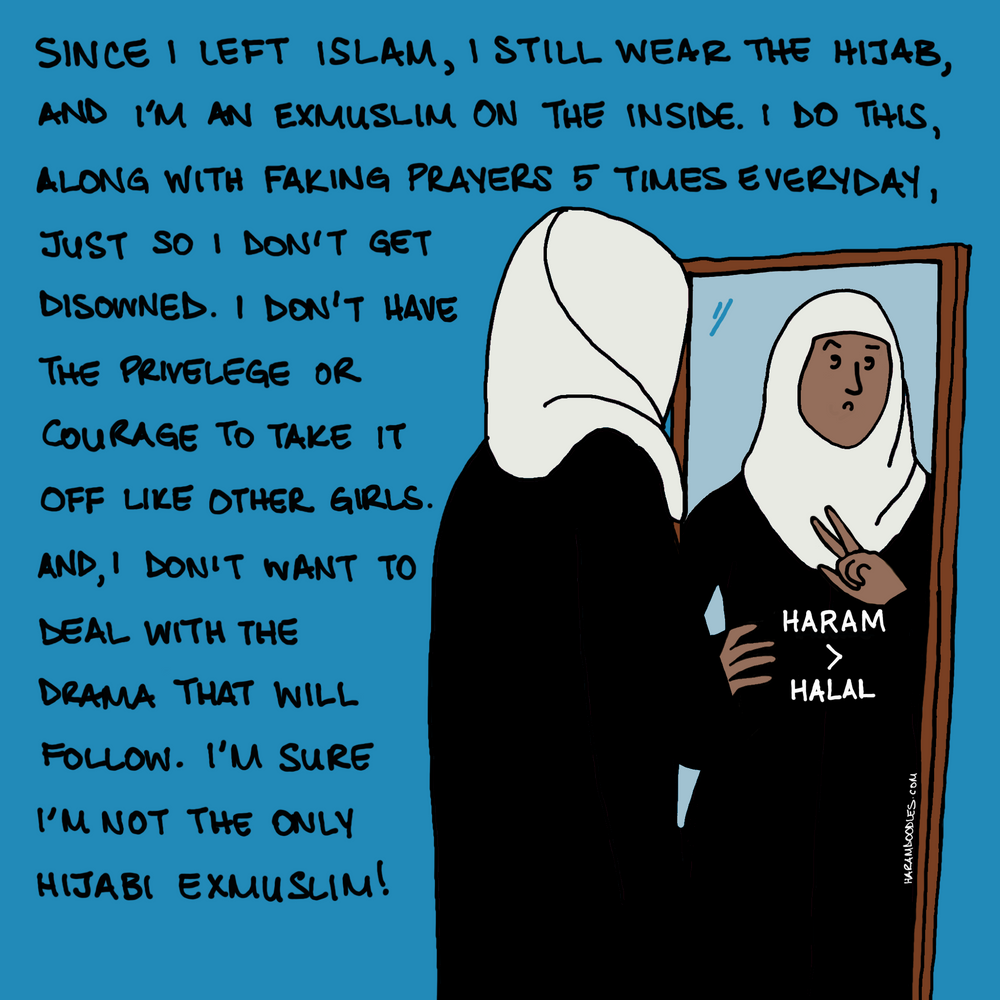 SINCE I LEFT ISLAM, I STILL WEAR THE HIJAB,
AND I'M AN EXMUSLIM ON THE INSIDE. I DO THIS,
ALONG WITH FAKING PRAYERS 5 TIMES EVERYDAY,
JUST SO I DON'T GET
DISOWNED. I DON'T HAVE
THE PRIVELEGE OR
COURAGE TO TAKE IT
OFF LIKE OTHER GIRLS.
AND, I DON'T WANT TO
DEAL WITH THE
DRAMA THAT WILL
FOLLOW. I'M SURE
I'M NOT THE ONLY
HIJABI EXMUSLIM!
HARAM
>
HALAL
HARAMDOODLES.COM